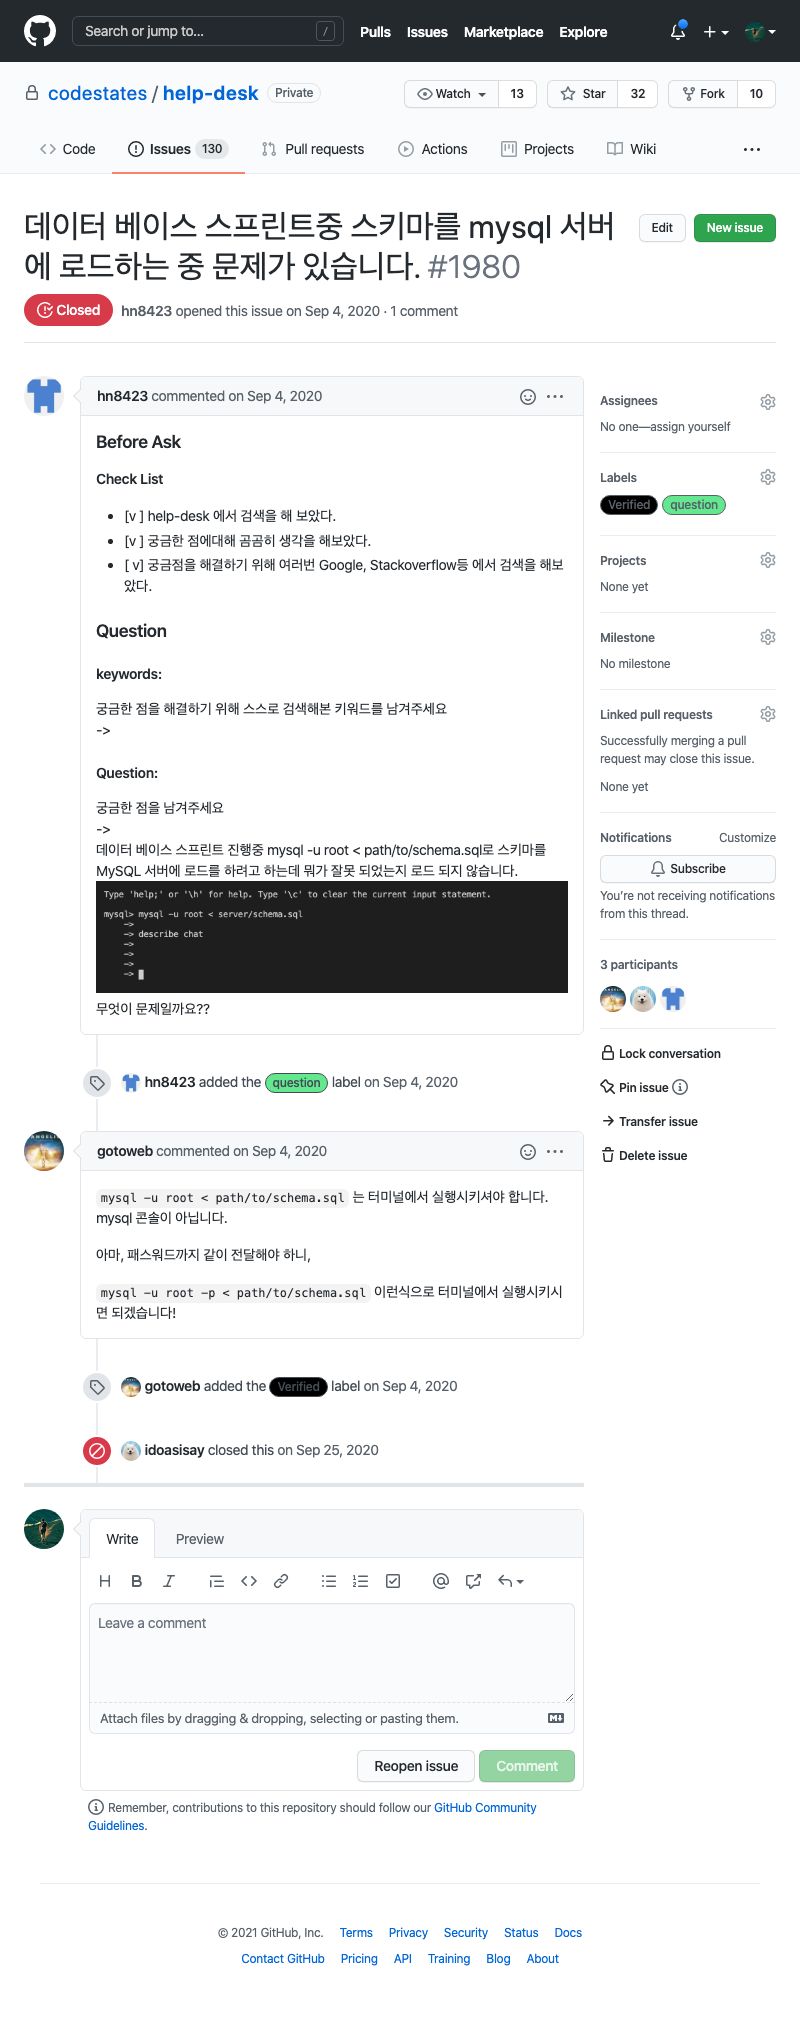 Search or jump to... /
Pulls Issues Marketplace Explore
codestates / help-desk Private
Watch 13 Star 32 Fork 10
Code Issues 130 Pull requests Actions Projects Wiki
데이터 베이스 스프린트중 스키마를 mysql 서버
에 로드하는 중 문제가 있습니다. #1980
Edit New issue
Closed hn8423 opened this issue on Sep 4, 2020 · 1 comment
hn8423 commented on Sep 4, 2020
Before Ask
Check List
[v ] help-desk 에서 검색을 해 보았다.
[v ] 궁금한 점에대해 곰곰히 생각을 해보았다.
[ v] 궁금점을 해결하기 위해 여러번 Google, Stackoverflow등 에서 검색을 해보
았다.
Question
keywords:
궁금한 점을 해결하기 위해 스스로 검색해본 키워드를 남겨주세요
->
Question:
궁금한 점을 남겨주세요
->
데이터 베이스 스프린트 진행중 mysql -u root < path/to/schema.sql로 스키마를
MySQL 서버에 로드를 하려고 하는데 뭐가 잘못 되었는지 로드 되지 않습니다.
Type 'help;' or '\h' for help. Type '\c' to clear the current input statement.
mysql> mysql -u root < server/schema.sql
->
-> describe chat
->
->
->
->
무엇이 문제일까요??
hn8423 added the question label on Sep 4, 2020
gotoweb commented on Sep 4, 2020
mysql -u root < path/to/schema.sql 는 터미널에서 실행시키셔야 합니다.
mysql 콘솔이 아닙니다.
아마, 패스워드까지 같이 전달해야 하니,
mysql -u root -p < path/to/schema.sql 이런식으로 터미널에서 실행시키시
면 되겠습니다!
gotoweb added the Verified label on Sep 4, 2020
idoasisay closed this on Sep 25, 2020
Assignees
No one—assign yourself
Labels
Verified question
Projects
None yet
Milestone
No milestone
Linked pull requests
Successfully merging a pull
request may close this issue.
None yet
Notifications Customize
Subscribe
You're not receiving notifications
from this thread.
3 participants
Lock conversation
Pin issue
Transfer issue
Delete issue
Write Preview
Leave a comment
Attach files by dragging & dropping, selecting or pasting them.
Reopen issue Comment
Remember, contributions to this repository should follow our GitHub Community
Guidelines.
© 2021 GitHub, Inc. Terms Privacy Security Status Docs
Contact GitHub Pricing API Training Blog About